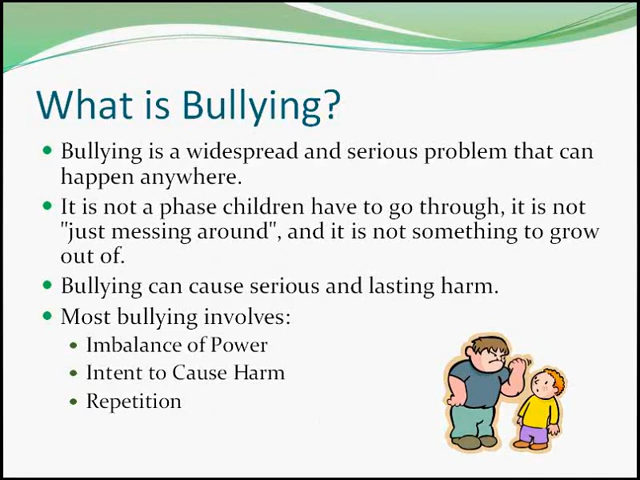 What is Bullying?
• Bullying is a widespread and serious problem that can
happen anywhere.
• It is not a phase children have to go through, it is not
"just messing around", and it is not something to grow
out of.
• Bullying can cause serious and lasting harm.
• Most bullying involves:
• Imbalance of Power
• Intent to Cause Harm
• Repetition